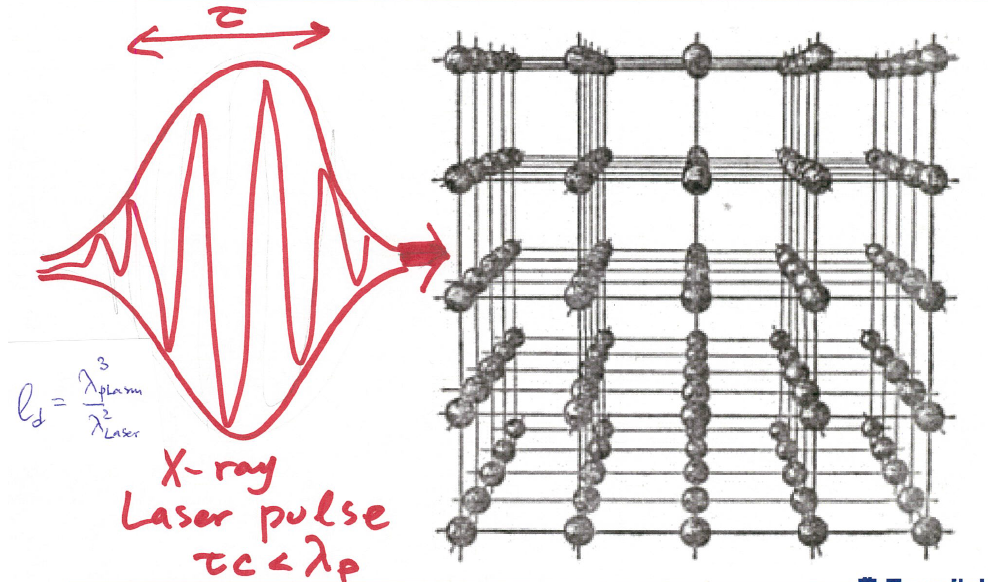 τ
ℓ_d = λ³_plasm / λ²_Laser
X-ray
Laser pulse
τc < λ_p